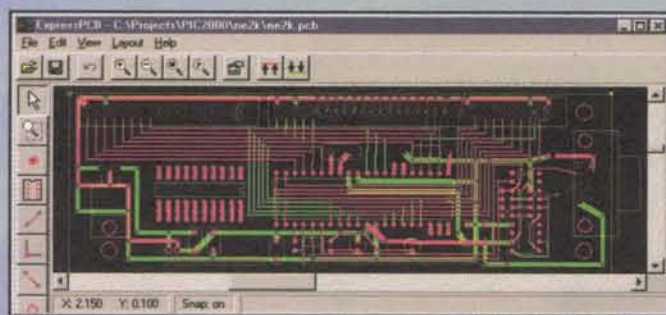 ExpressPCB - C:\Projects\PIC2000\ne2k\ne2k.pcb
File Edit View Layout Help
X: 2.150 Y: 0.100 Snap: on